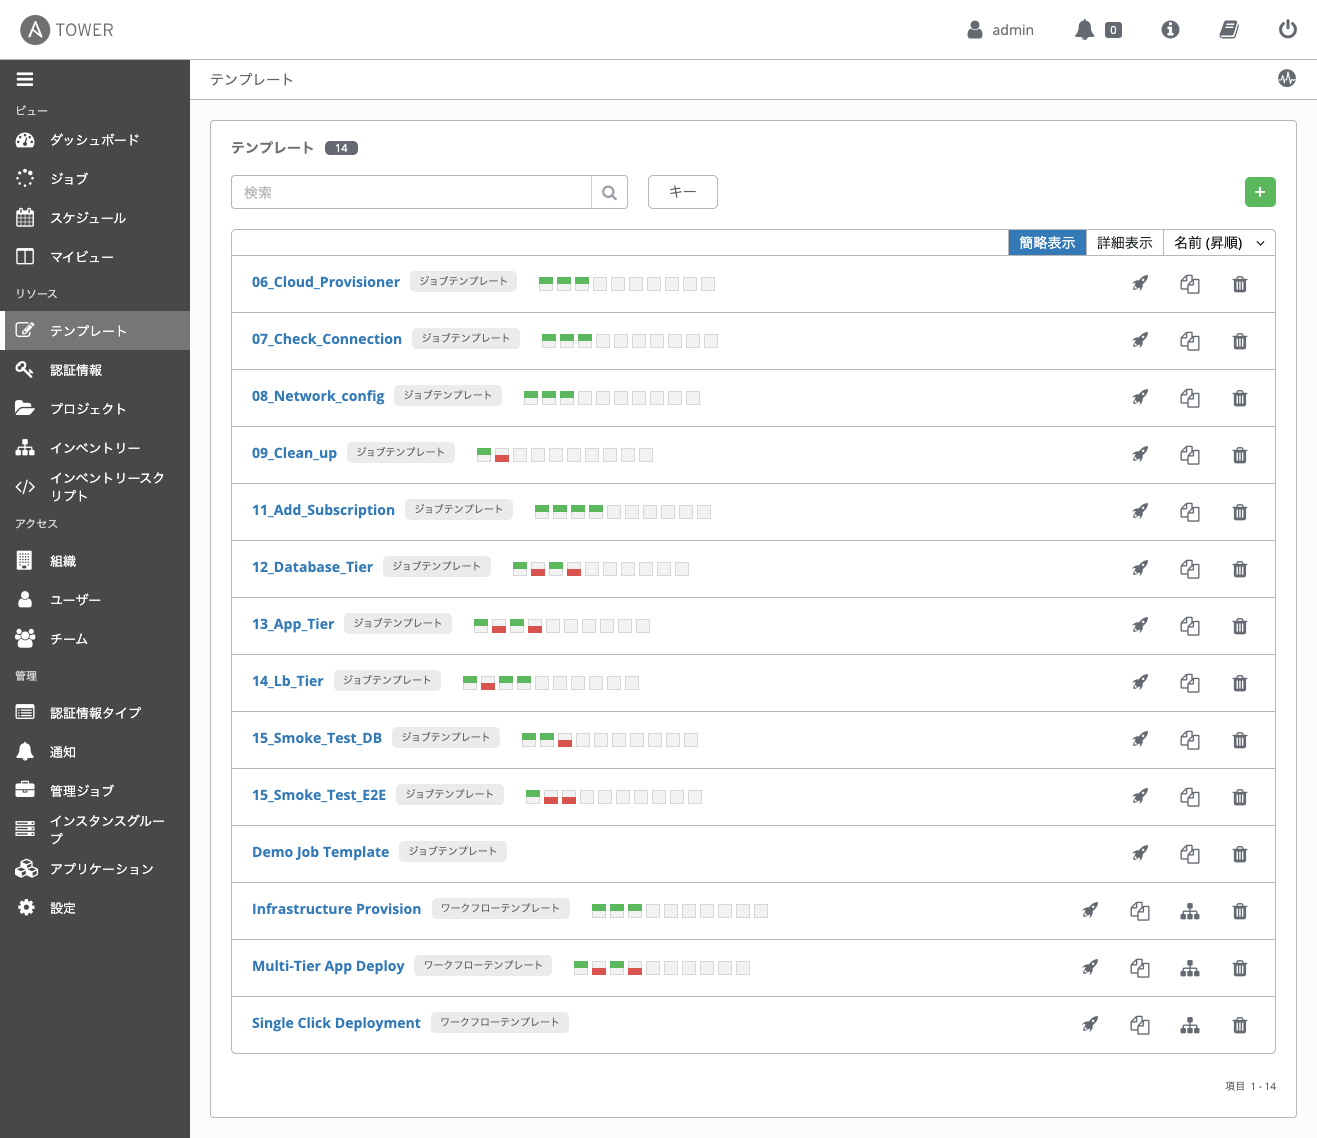 TOWER
admin
0
テンプレート
ビュー
ダッシュボード
ジョブ
スケジュール
マイビュー
リソース
テンプレート
認証情報
プロジェクト
インベントリー
インベントリースク
リプト
アクセス
組織
ユーザー
チーム
管理
認証情報タイプ
通知
管理ジョブ
インスタンスグルー
プ
アプリケーション
設定
テンプレート 14
検索
キー
簡略表示 詳細表示 名前 (昇順)
06_Cloud_Provisioner ジョブテンプレート
07_Check_Connection ジョブテンプレート
08_Network_config ジョブテンプレート
09_Clean_up ジョブテンプレート
11_Add_Subscription ジョブテンプレート
12_Database_Tier ジョブテンプレート
13_App_Tier ジョブテンプレート
14_Lb_Tier ジョブテンプレート
15_Smoke_Test_DB ジョブテンプレート
15_Smoke_Test_E2E ジョブテンプレート
Demo Job Template ジョブテンプレート
Infrastructure Provision ワークフローテンプレート
Multi-Tier App Deploy ワークフローテンプレート
Single Click Deployment ワークフローテンプレート
項目 1 - 14